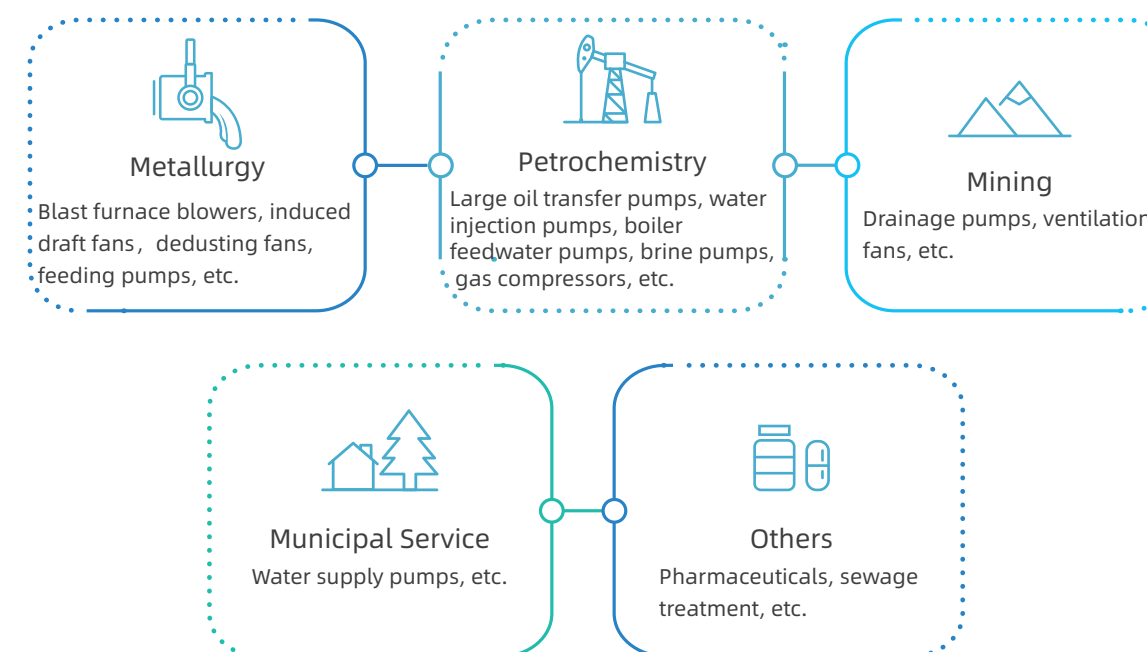 Metallurgy
Blast furnace blowers, induced
draft fans，dedusting fans,
feeding pumps, etc.
Petrochemistry
Large oil transfer pumps, water
injection pumps, boiler
feedwater pumps, brine pumps,
gas compressors, etc.
Mining
Drainage pumps, ventilation
fans, etc.
Municipal Service
Water supply pumps, etc.
Others
Pharmaceuticals, sewage
treatment, etc.